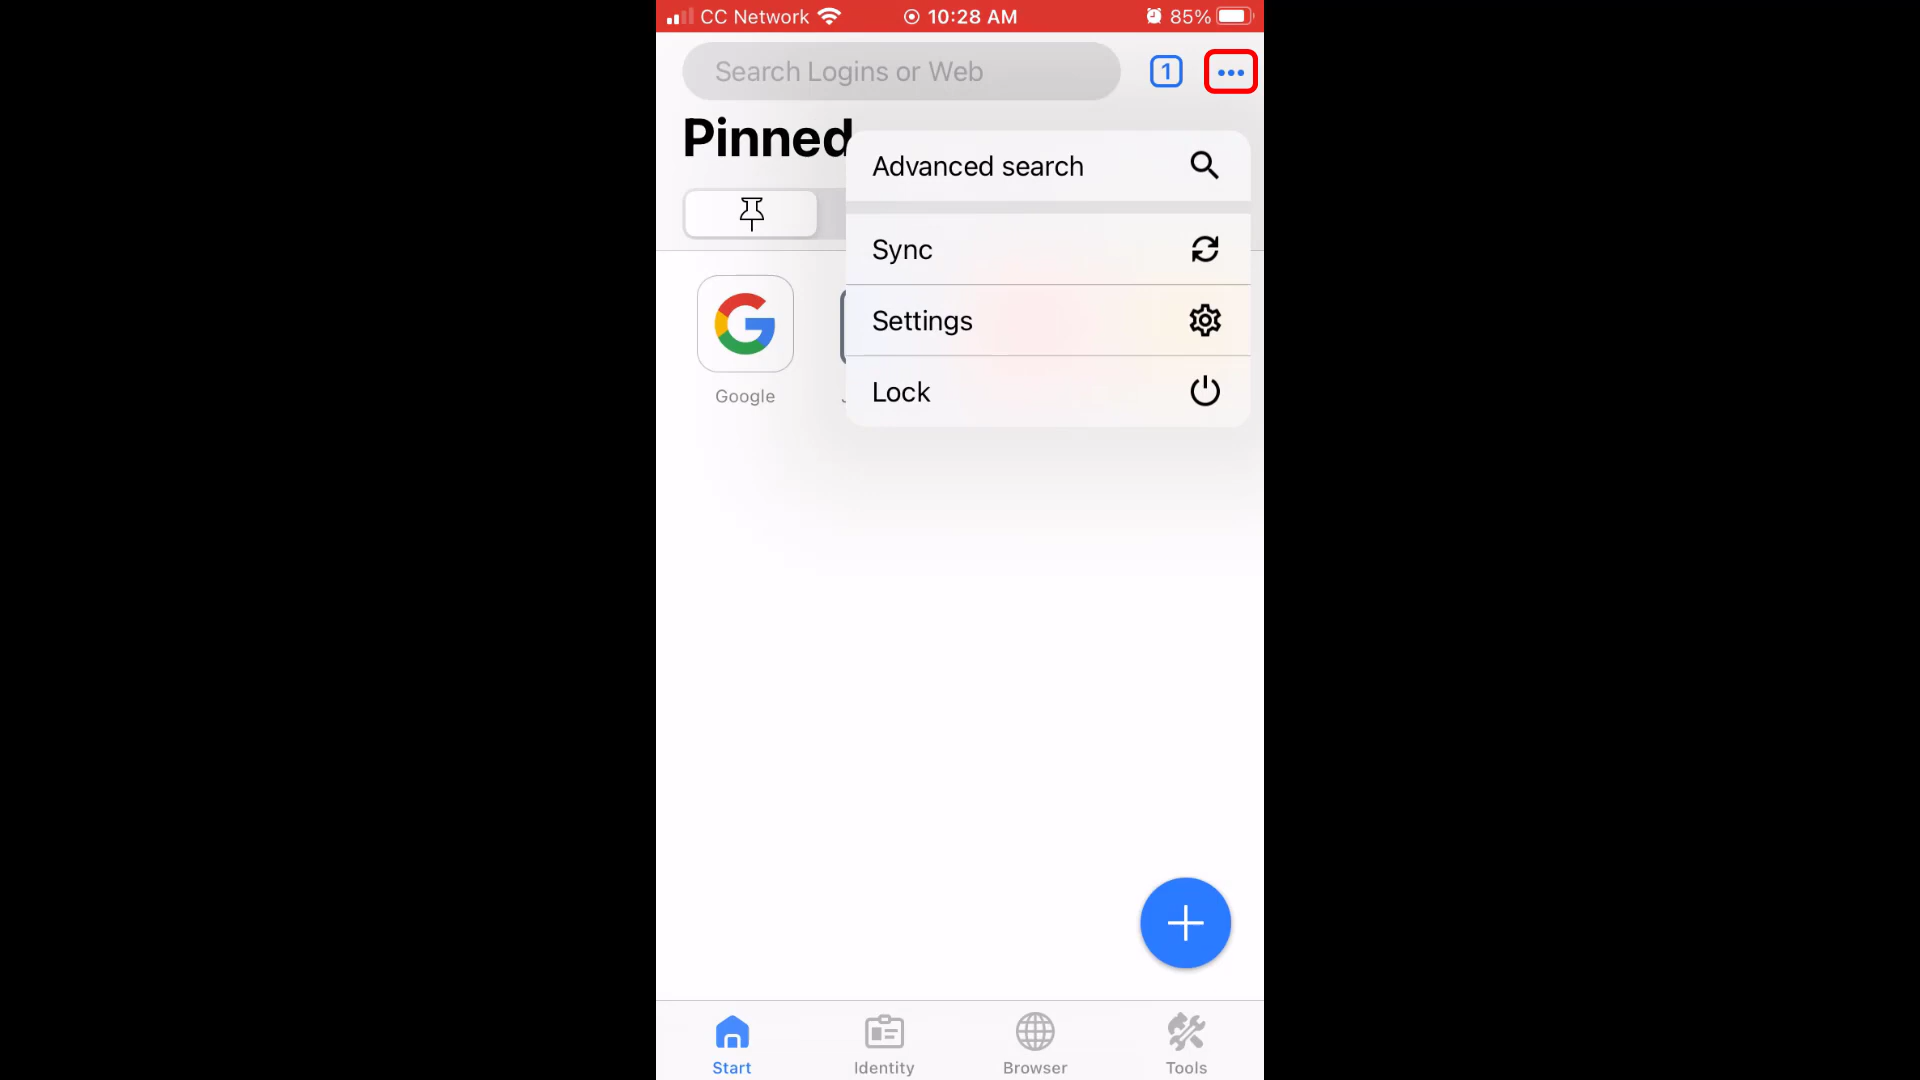 CC Network 10:28 AM 85%
Search Logins or Web 1
Pinned
Advanced search
Sync
Settings
Lock
Google
Start Identity Browser Tools